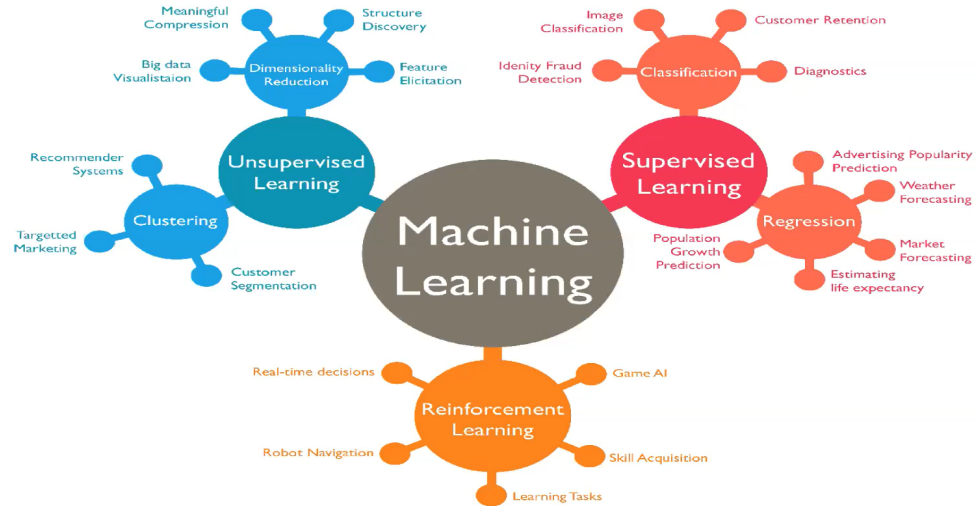 Meaningful
Compression
Structure
Discovery
Big data
Visualistaion
Dimensionality
Reduction
Feature
Elicitation
Unsupervised
Learning
Recommender
Systems
Clustering
Targetted
Marketing
Customer
Segmentation
Machine
Learning
Image
Classification
Customer Retention
Idenity Fraud
Detection
Classification
Diagnostics
Supervised
Learning
Advertising Popularity
Prediction
Weather
Forecasting
Regression
Population
Growth
Prediction
Market
Forecasting
Estimating
life expectancy
Real-time decisions
Game AI
Reinforcement
Learning
Robot Navigation
Skill Acquisition
Learning Tasks